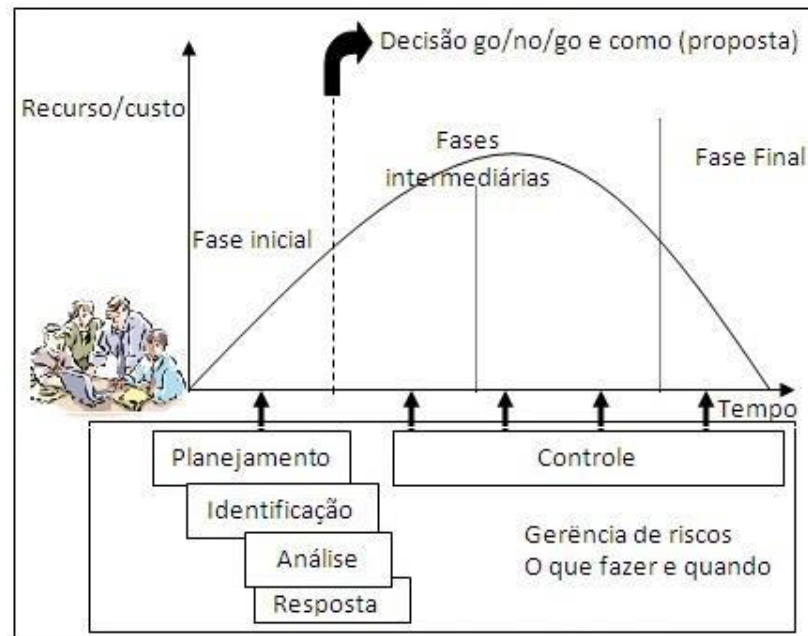 Decisão go/no/go e como (proposta)
Recurso/custo
Fases
intermediárias
Fase Final
Fase inicial
Tempo
Planejamento
Controle
Identificação
Análise
Resposta
Gerência de riscos
O que fazer e quando